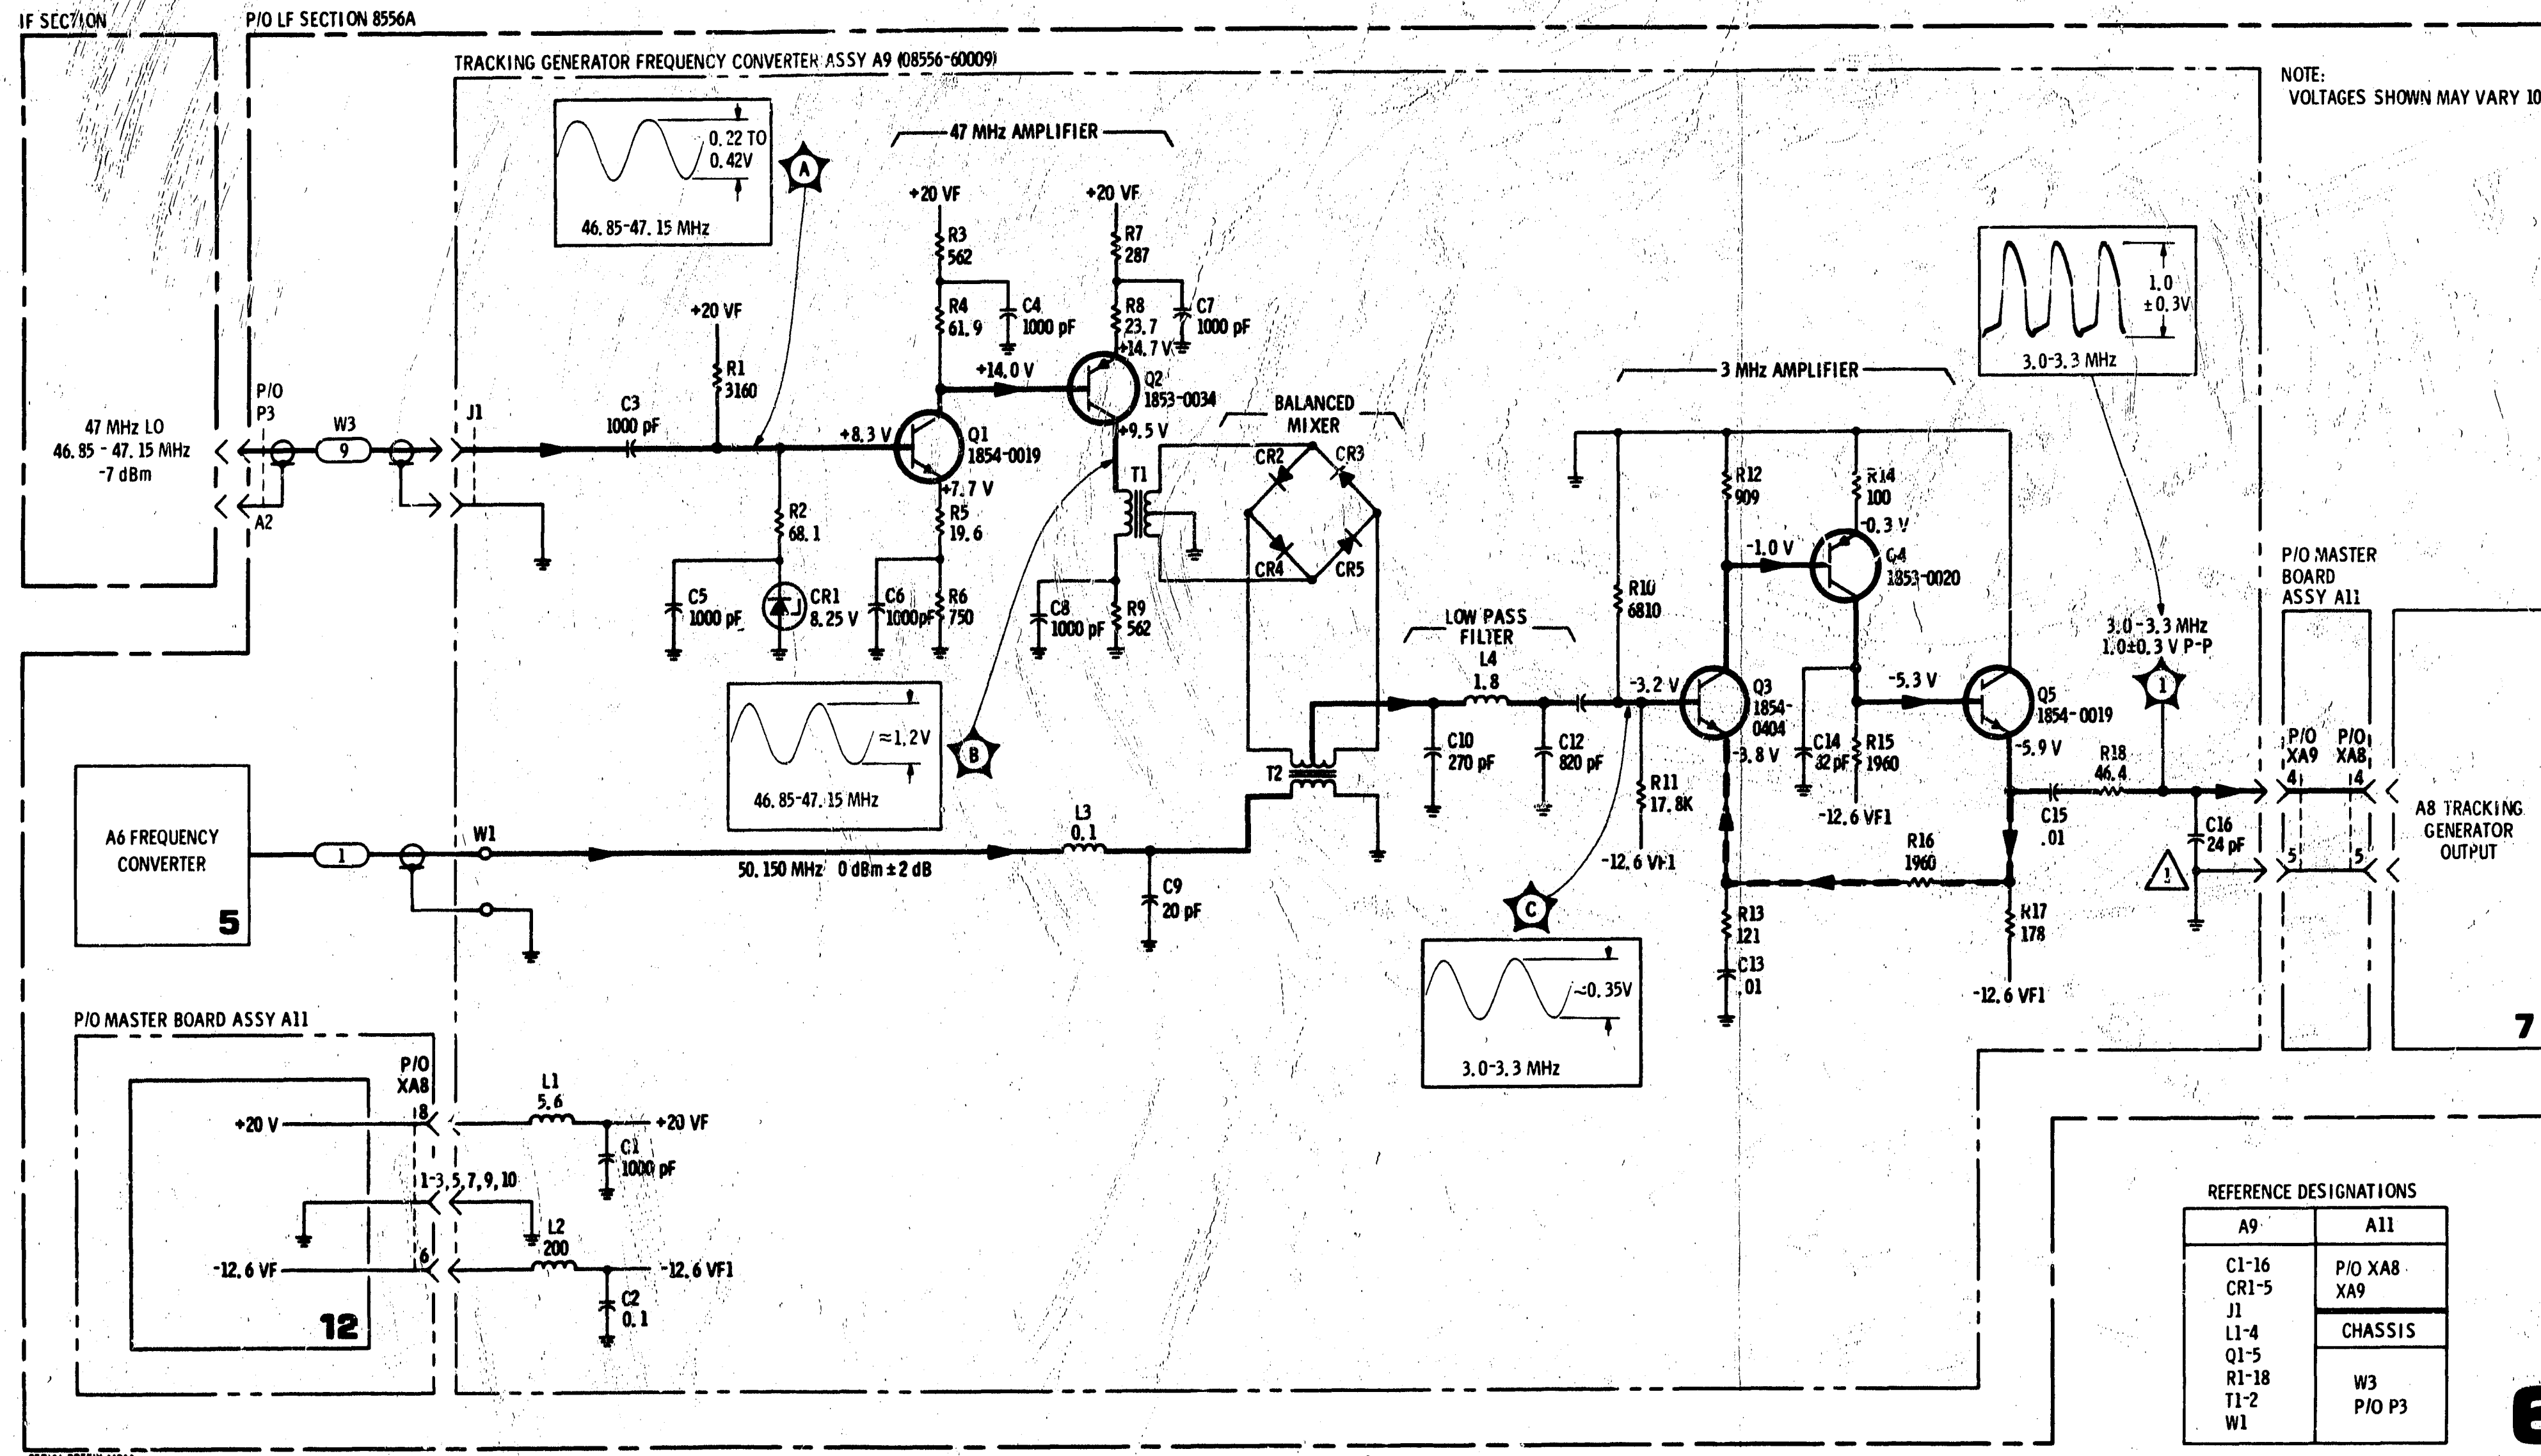 IF SECTION
P/O LF SECTION 8556A
TRACKING GENERATOR FREQUENCY CONVERTER ASSY A9 (08556-60009)
NOTE:
VOLTAGES SHOWN MAY VARY 10
0.22 TO
0.42V
46.85-47.15 MHz
A
47 MHz AMPLIFIER
+20 VF
+20 VF
R3
562
R7
287
R4
61.9
C4
1000 pF
R8
23.7
C7
1000 pF
+14.7 V
+20 VF
R1
3160
+14.0 V
Q2
1853-0034
+9.5 V
1.0
±0.3V
3.0-3.3 MHz
3 MHz AMPLIFIER
BALANCED
MIXER
47 MHz LO
46.85 - 47.15 MHz
-7 dBm
P/O
P3
A2
W3
9
J1
C3
1000 pF
+8.3 V
Q1
1854-0019
+7.7 V
T1
CR2
CR3
CR4
CR5
R2
68.1
R5
19.6
C5
1000 pF
CR1
8.25 V
C6
1000pF
R6
750
C8
1000 pF
R9
562
R12
909
R14
100
-0.3 V
-1.0 V
Q4
1853-0020
R10
6810
P/O MASTER
BOARD
ASSY A11
LOW PASS
FILTER
L4
1.8
3.0-3.3 MHz
1.0±0.3 V P-P
1
-3.2 V
Q3
1854-
0404
-3.8 V
-5.3 V
Q5
1854-0019
-5.9 V
≈1.2V
46.85-47.15 MHz
B
T2
C10
270 pF
C12
820 pF
R11
17.8K
-12.6 VF1
C14
82 pF
R15
1960
-12.6 VF1
R18
46.4
C15
.01
C16
24 pF
1
P/O
XA9
P/O
XA8
4
4
5
5
A8 TRACKING
GENERATOR
OUTPUT
7
A6 FREQUENCY
CONVERTER
5
1
W1
50.150 MHz 0 dBm ± 2 dB
L3
0.1
C9
20 pF
R16
1960
C
R13
121
C13
.01
R17
178
-12.6 VF1
≈0.35V
3.0-3.3 MHz
P/O MASTER BOARD ASSY A11
P/O
XA8
+20 V
8
L1
5.6
+20 VF
C1
1000 pF
1-3,5,7,9,10
-12.6 VF
6
L2
200
-12.6 VF1
C2
0.1
12
REFERENCE DESIGNATIONS
A9
A11
C1-16
CR1-5
J1
L1-4
Q1-5
R1-18
T1-2
W1
P/O XA8
XA9
CHASSIS
W3
P/O P3
6